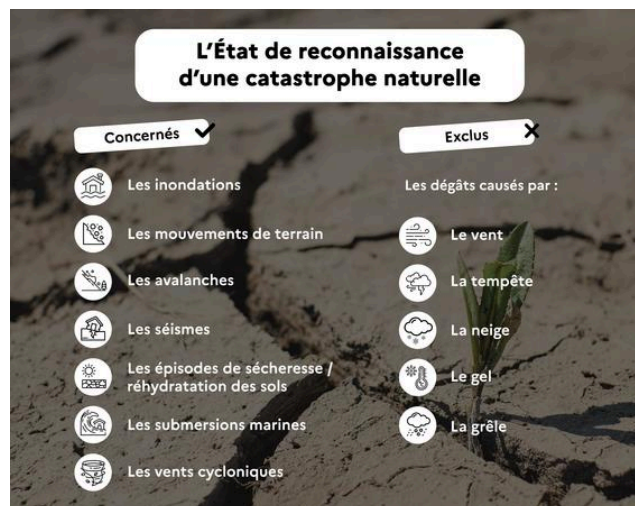 L'État de reconnaissance
d'une catastrophe naturelle
Concernés
Les inondations
Les mouvements de terrain
Les avalanches
Les séismes
Les épisodes de sécheresse /
réhydratation des sols
Les submersions marines
Les vents cycloniques
Exclus
Les dégâts causés par :
Le vent
La tempête
La neige
Le gel
La grêle